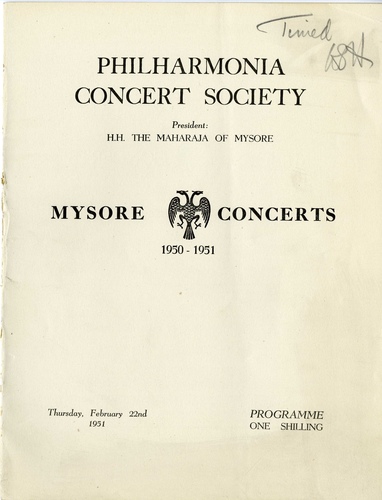 Timed
PHILHARMONIA
CONCERT SOCIETY
President:
H.H. THE MAHARAJA OF MYSORE
MYSORE CONCERTS
1950 - 1951
Thursday, February 22nd
1951
PROGRAMME
ONE SHILLING